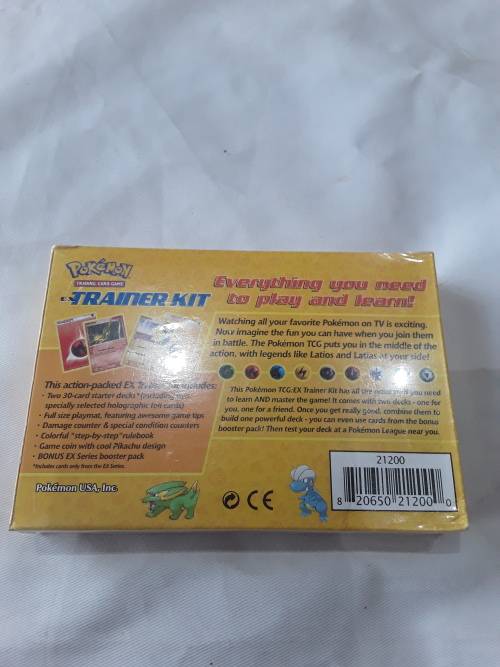 POKéMON
TRADING CARD GAME
EX TRAINER KIT
Everything you need
to play and learn!
Watching all your favorite Pokémon on TV is exciting.
Now imagine the fun you can have when you join them
in battle. The Pokémon TCG puts you in the middle of the
action, with legends like Latios and Latias at your side!
This action-packed EX includes:
• Two 30-card starter decks* (including two
specially selected holographic foil cards)
• Full size playmat, featuring awesome game tips
• Damage counter & special condition counters
• Colorful "step-by-step" rulebook
• Game coin with cool Pikachu design
• BONUS EX Series booster pack
*Includes cards only from the EX Series.
This Pokémon TCG:EX Trainer Kit has all the need
to learn AND master the game! It comes with two decks - one for
you, one for a friend. Once you get really good, combine them to
build one powerful deck - you can even use cards from the bonus
booster pack! Then test your deck at a Pokémon League near you.
Pokémon USA, Inc.
CE
21200
8 20650 21200 0